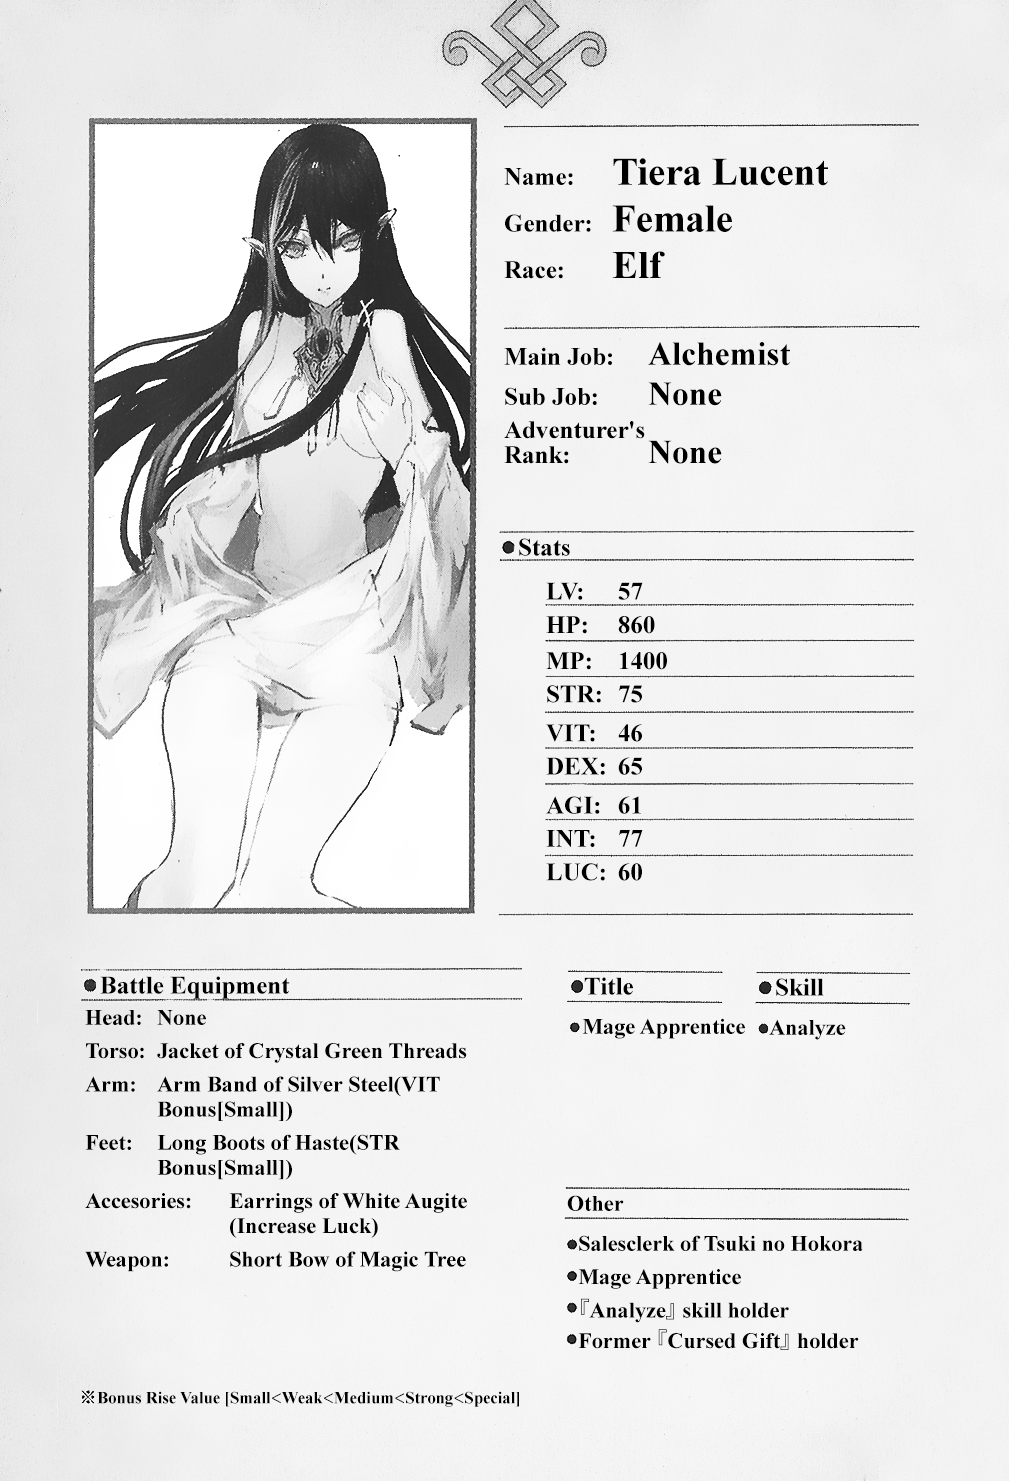 Name: Tiera Lucent
Gender: Female
Race: Elf
Main Job: Alchemist
Sub Job: None
Adventurer's
Rank: None
●Stats
LV: 57
HP: 860
MP: 1400
STR: 75
VIT: 46
DEX: 65
AGI: 61
INT: 77
LUC: 60
●Battle Equipment
Head: None
Torso: Jacket of Crystal Green Threads
Arm: Arm Band of Silver Steel(VIT
Bonus[Small])
Feet: Long Boots of Haste(STR
Bonus[Small])
Accesories: Earrings of White Augite
(Increase Luck)
Weapon: Short Bow of Magic Tree
●Title
●Mage Apprentice
●Skill
●Analyze
Other
●Salesclerk of Tsuki no Hokora
●Mage Apprentice
●『Analyze』 skill holder
●Former 『Cursed Gift』 holder
※Bonus Rise Value [Small<Weak<Medium<Strong<Special]